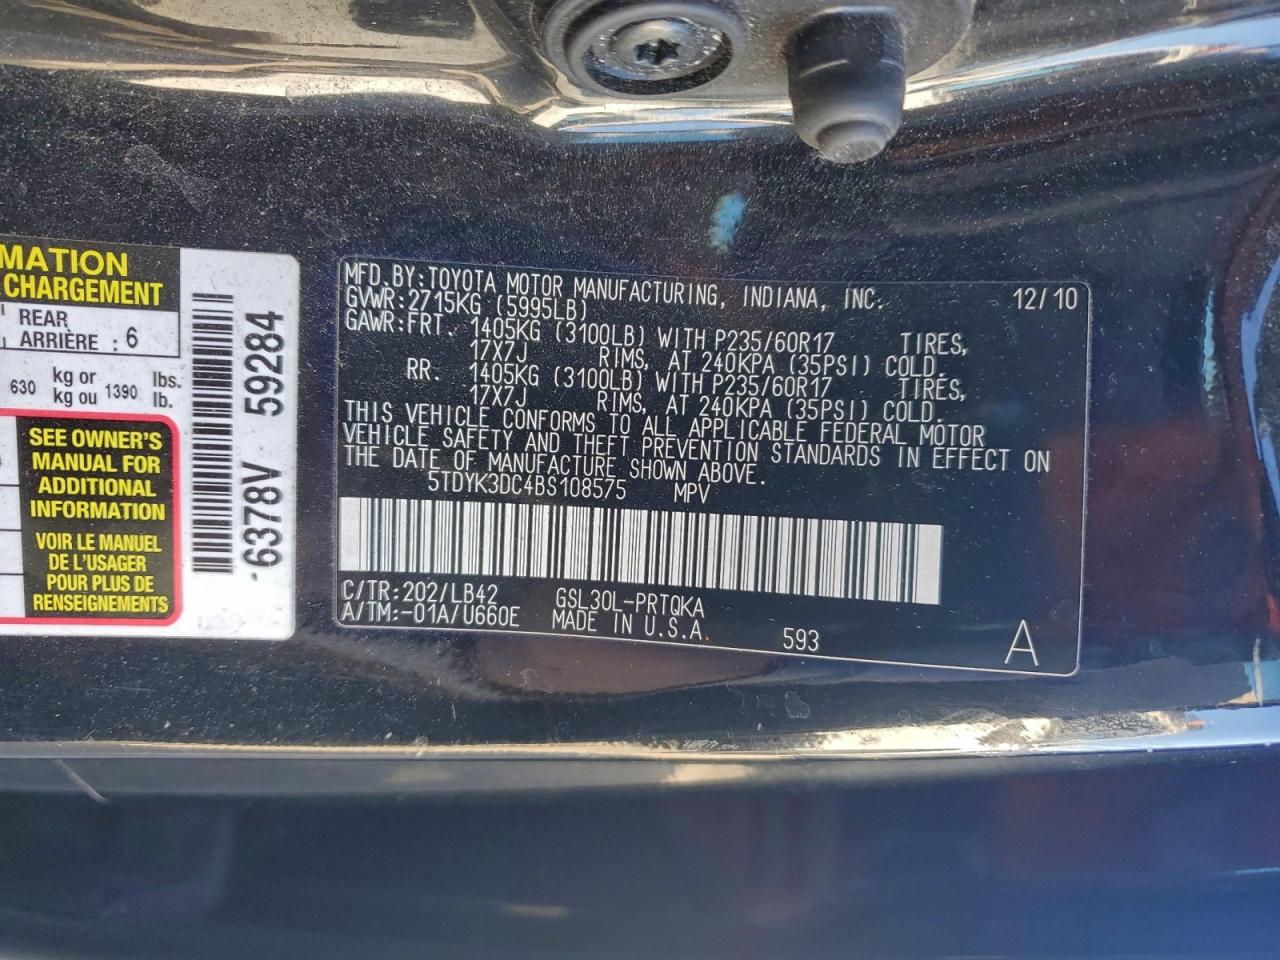 MATION
CHARGEMENT
REAR
ARRIÈRE : 6
630 kg or 1390 lbs.
kg ou lb.
SEE OWNER'S
MANUAL FOR
ADDITIONAL
INFORMATION
VOIR LE MANUEL
DE L'USAGER
POUR PLUS DE
RENSEIGNEMENTS
6378V 59284
MFD.BY:TOYOTA MOTOR MANUFACTURING, INDIANA, INC. 12/10
GVWR:2715KG (5995LB)
GAWR:FRT. 1405KG (3100LB) WITH P235/60R17 TIRES,
17X7J RIMS, AT 240KPA (35PSI) COLD.
RR. 1405KG (3100LB) WITH P235/60R17 TIRES,
17X7J RIMS, AT 240KPA (35PSI) COLD.
THIS VEHICLE CONFORMS TO ALL APPLICABLE FEDERAL MOTOR
VEHICLE SAFETY AND THEFT PREVENTION STANDARDS IN EFFECT ON
THE DATE OF MANUFACTURE SHOWN ABOVE.
5TDYK3DC4BS108575 MPV
C/TR:202/LB42 GSL30L-PRTQKA
A/TM:-01A/U660E MADE IN U.S.A. 593
A